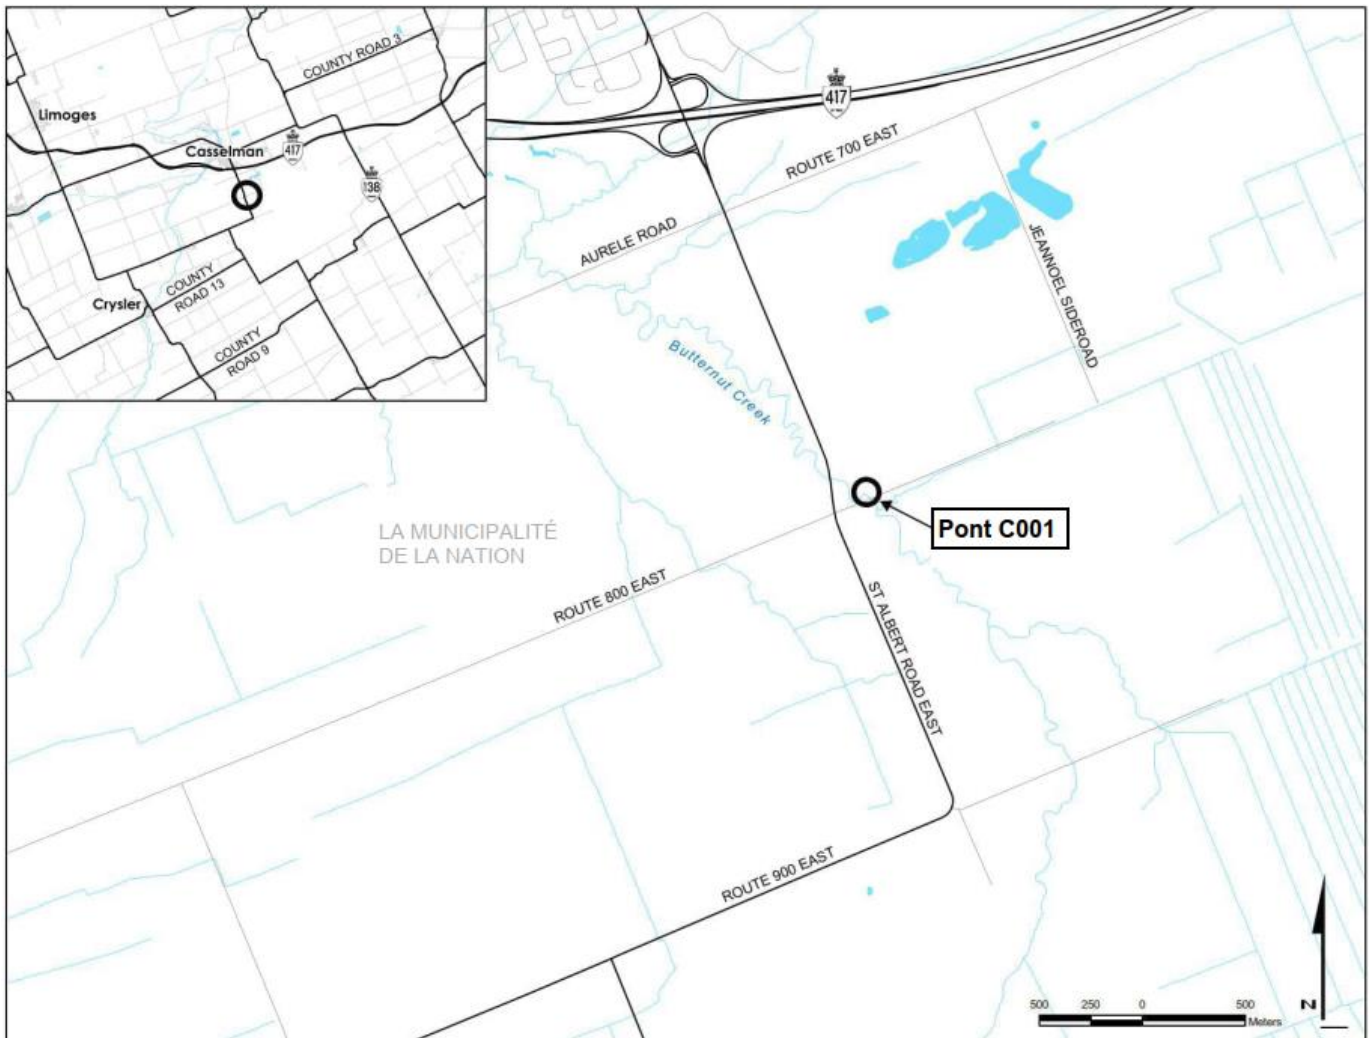 COUNTY ROAD 3
Limoges
Casselman
417
138
COUNTY
ROAD 13
Crysler
COUNTY
ROAD 9
417
ROUTE 700 EAST
AURELE ROAD
JEANNOEL SIDEROAD
Butternut Creek
Pont C001
LA MUNICIPALITÉ
DE LA NATION
ROUTE 800 EAST
ST ALBERT ROAD EAST
ROUTE 900 EAST
500 250 0 500
Meters
N